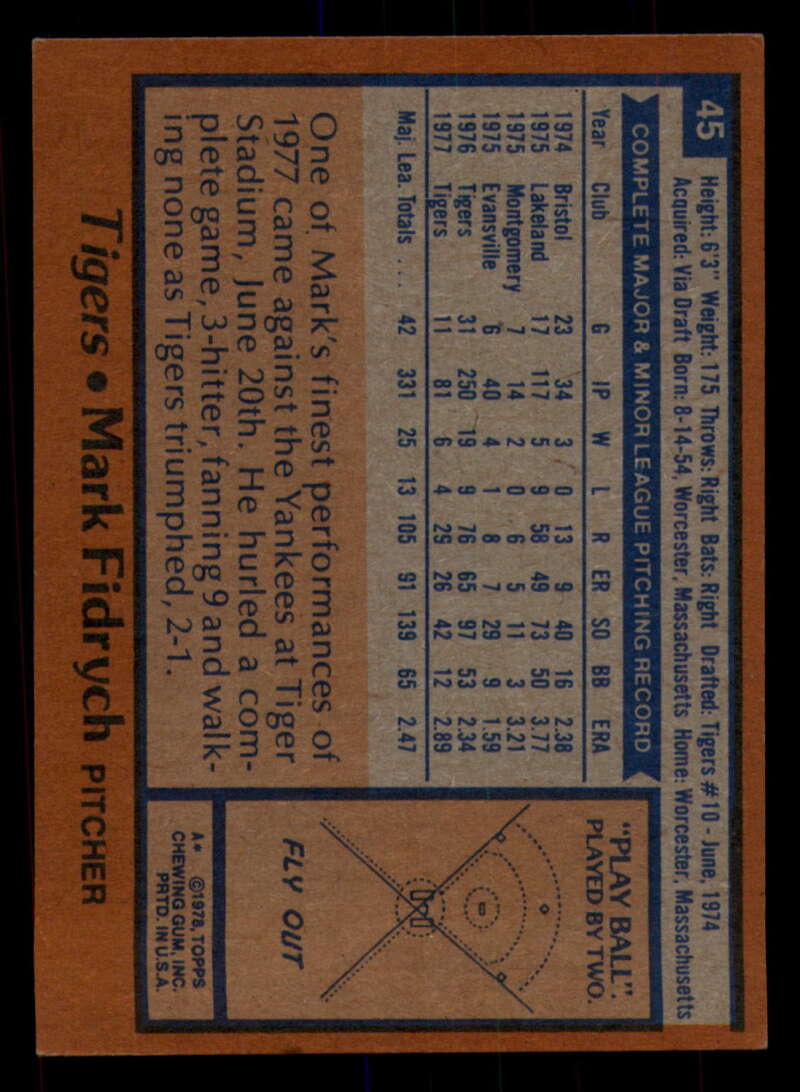 45
Height: 6'3" Weight: 175 Throws: Right Bats: Right Drafted: Tigers #10 - June, 1974
Acquired: Via Draft Born: 8-14-54, Worcester, Massachusetts Home: Worcester, Massachusetts
COMPLETE MAJOR & MINOR LEAGUE PITCHING RECORD
Year Club G IP W L R ER SO BB ERA
1974 Bristol 23 34 3 0 13 9 40 16 2.38
1975 Lakeland 17 117 5 9 58 49 73 50 3.77
1975 Montgomery 7 14 2 0 6 5 11 3 3.21
1975 Evansville 6 40 4 1 8 7 29 9 1.59
1976 Tigers 31 250 19 9 76 65 97 53 2.34
1977 Tigers 11 81 6 4 29 26 42 12 2.89
Maj. Lea. Totals .... 42 331 25 13 105 91 139 65 2.47
One of Mark's finest performances of
1977 came against the Yankees at Tiger
Stadium, June 20th. He hurled a com-
plete game, 3-hitter, fanning 9 and walk-
ing none as Tigers triumphed, 2-1.
"PLAY BALL".
PLAYED BY TWO.
FLY OUT
A* ©1978, TOPPS
CHEWING GUM, INC.
PRTD. IN U.S.A.
Tigers • Mark Fidrych PITCHER